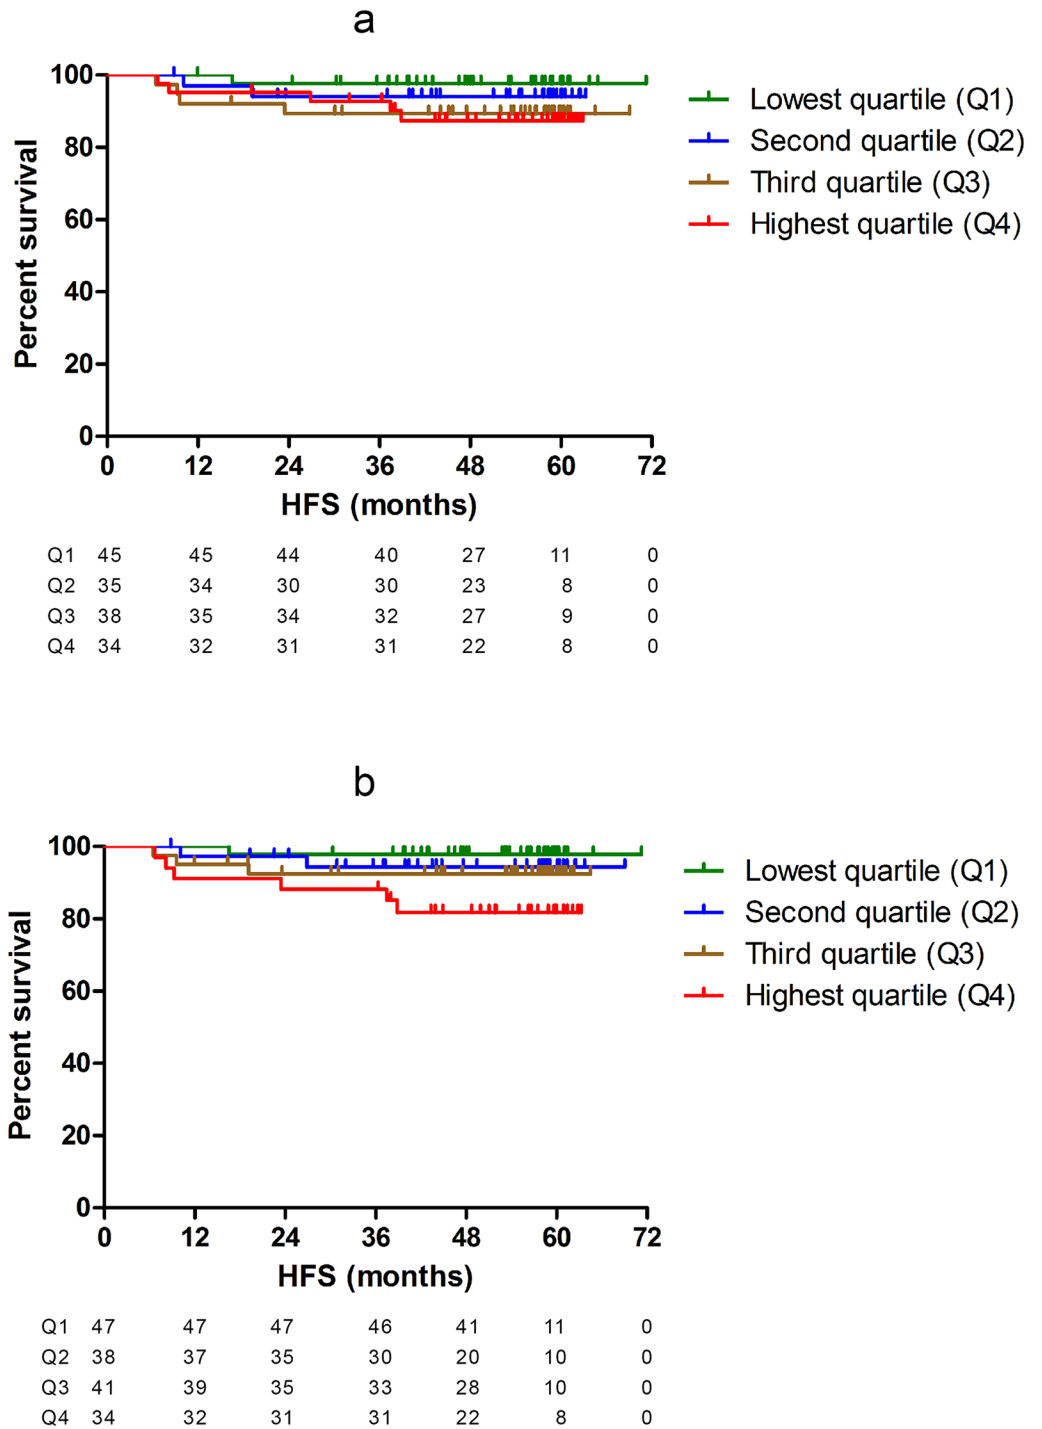 a
100
80
60
40
20
0
Percent survival
0 12 24 36 48 60 72
HFS (months)
Lowest quartile (Q1)
Second quartile (Q2)
Third quartile (Q3)
Highest quartile (Q4)
Q1 45 45 44 40 27 11 0
Q2 35 34 30 30 23 8 0
Q3 38 35 34 32 27 9 0
Q4 34 32 31 31 22 8 0
b
100
80
60
40
20
0
Percent survival
0 12 24 36 48 60 72
HFS (months)
Lowest quartile (Q1)
Second quartile (Q2)
Third quartile (Q3)
Highest quartile (Q4)
Q1 47 47 47 46 41 11 0
Q2 38 37 35 30 20 10 0
Q3 41 39 35 33 28 10 0
Q4 34 32 31 31 22 8 0